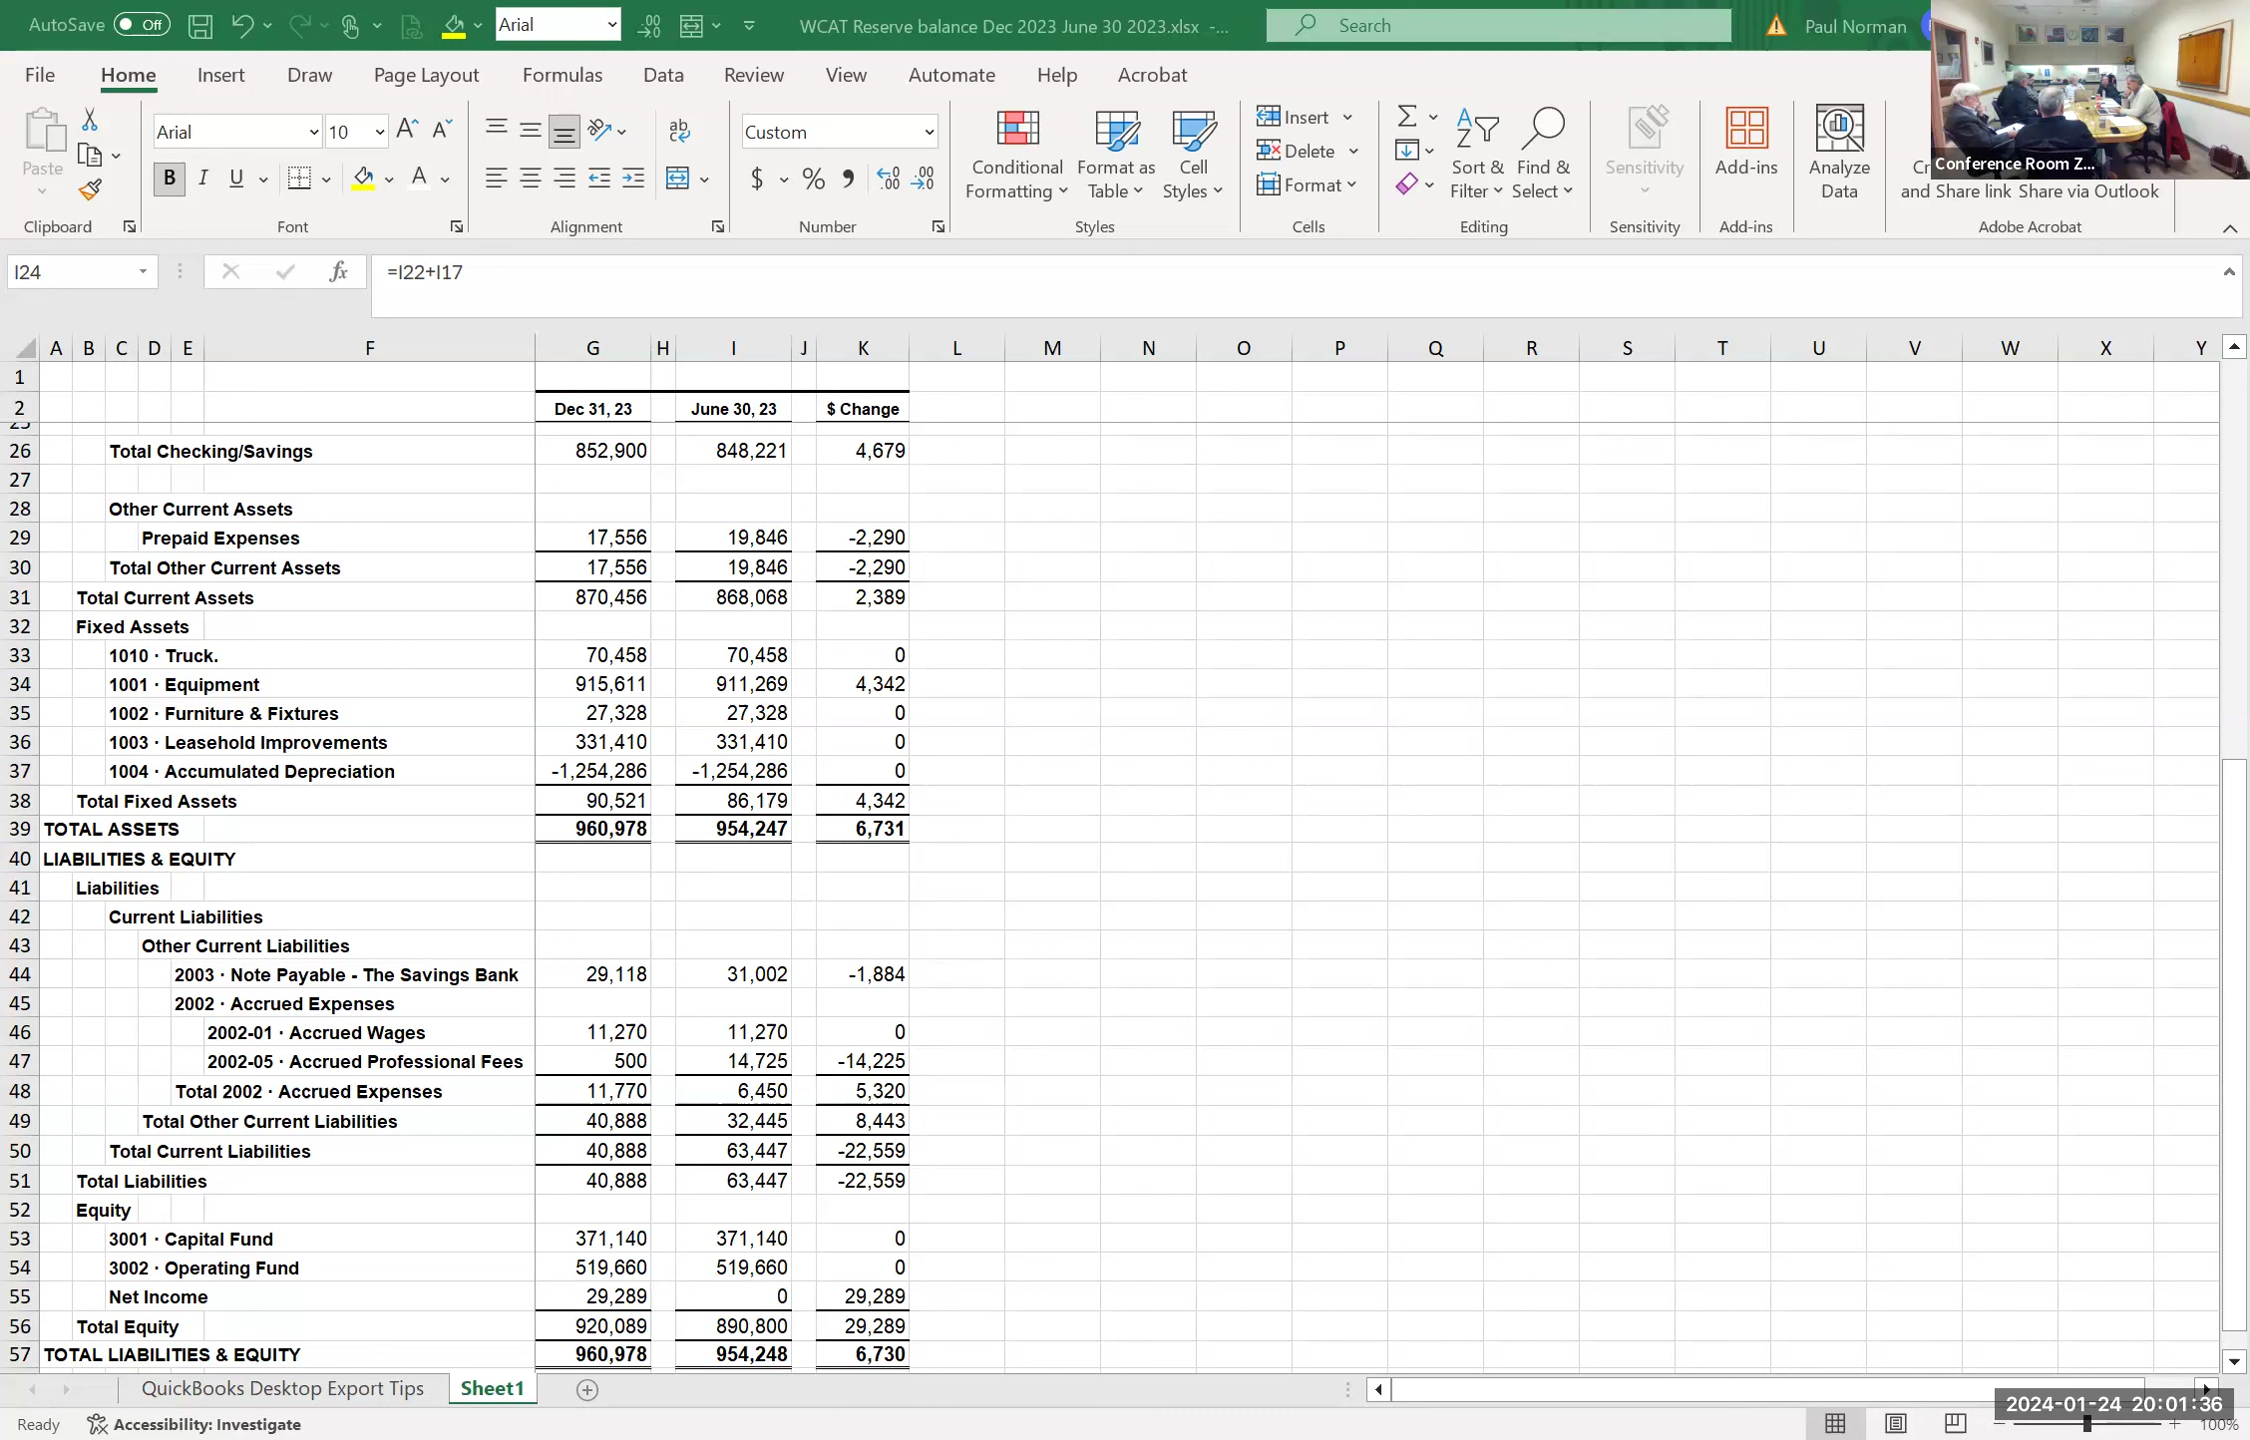 AutoSave Off Arial WCAT Reserve balance Dec 2023 June 30 2023.xlsx -... Search Paul Norman
File Home Insert Draw Page Layout Formulas Data Review View Automate Help Acrobat
Arial 10 Custom Insert
Paste Conditional Format as Cell Delete Sort & Find & Sensitivity Add-ins Analyze
B I U Formatting Table Styles Format Filter Select Data and Share link Share via Outlook
Conference Room Z...
Clipboard Font Alignment Number Styles Cells Editing Sensitivity Add-ins Adobe Acrobat
I24 fx =I22+I17
A B C D E F G H I J K L M N O P Q R S T U V W X Y
1
2 Dec 31, 23 June 30, 23 $ Change
26 Total Checking/Savings 852,900 848,221 4,679
27
28 Other Current Assets
29 Prepaid Expenses 17,556 19,846 -2,290
30 Total Other Current Assets 17,556 19,846 -2,290
31 Total Current Assets 870,456 868,068 2,389
32 Fixed Assets
33 1010 · Truck. 70,458 70,458 0
34 1001 · Equipment 915,611 911,269 4,342
35 1002 · Furniture & Fixtures 27,328 27,328 0
36 1003 · Leasehold Improvements 331,410 331,410 0
37 1004 · Accumulated Depreciation -1,254,286 -1,254,286 0
38 Total Fixed Assets 90,521 86,179 4,342
39 TOTAL ASSETS 960,978 954,247 6,731
40 LIABILITIES & EQUITY
41 Liabilities
42 Current Liabilities
43 Other Current Liabilities
44 2003 · Note Payable - The Savings Bank 29,118 31,002 -1,884
45 2002 · Accrued Expenses
46 2002-01 · Accrued Wages 11,270 11,270 0
47 2002-05 · Accrued Professional Fees 500 14,725 -14,225
48 Total 2002 · Accrued Expenses 11,770 6,450 5,320
49 Total Other Current Liabilities 40,888 32,445 8,443
50 Total Current Liabilities 40,888 63,447 -22,559
51 Total Liabilities 40,888 63,447 -22,559
52 Equity
53 3001 · Capital Fund 371,140 371,140 0
54 3002 · Operating Fund 519,660 519,660 0
55 Net Income 29,289 0 29,289
56 Total Equity 920,089 890,800 29,289
57 TOTAL LIABILITIES & EQUITY 960,978 954,248 6,730
QuickBooks Desktop Export Tips Sheet1
2024-01-24 20:01:36
Ready Accessibility: Investigate 100%